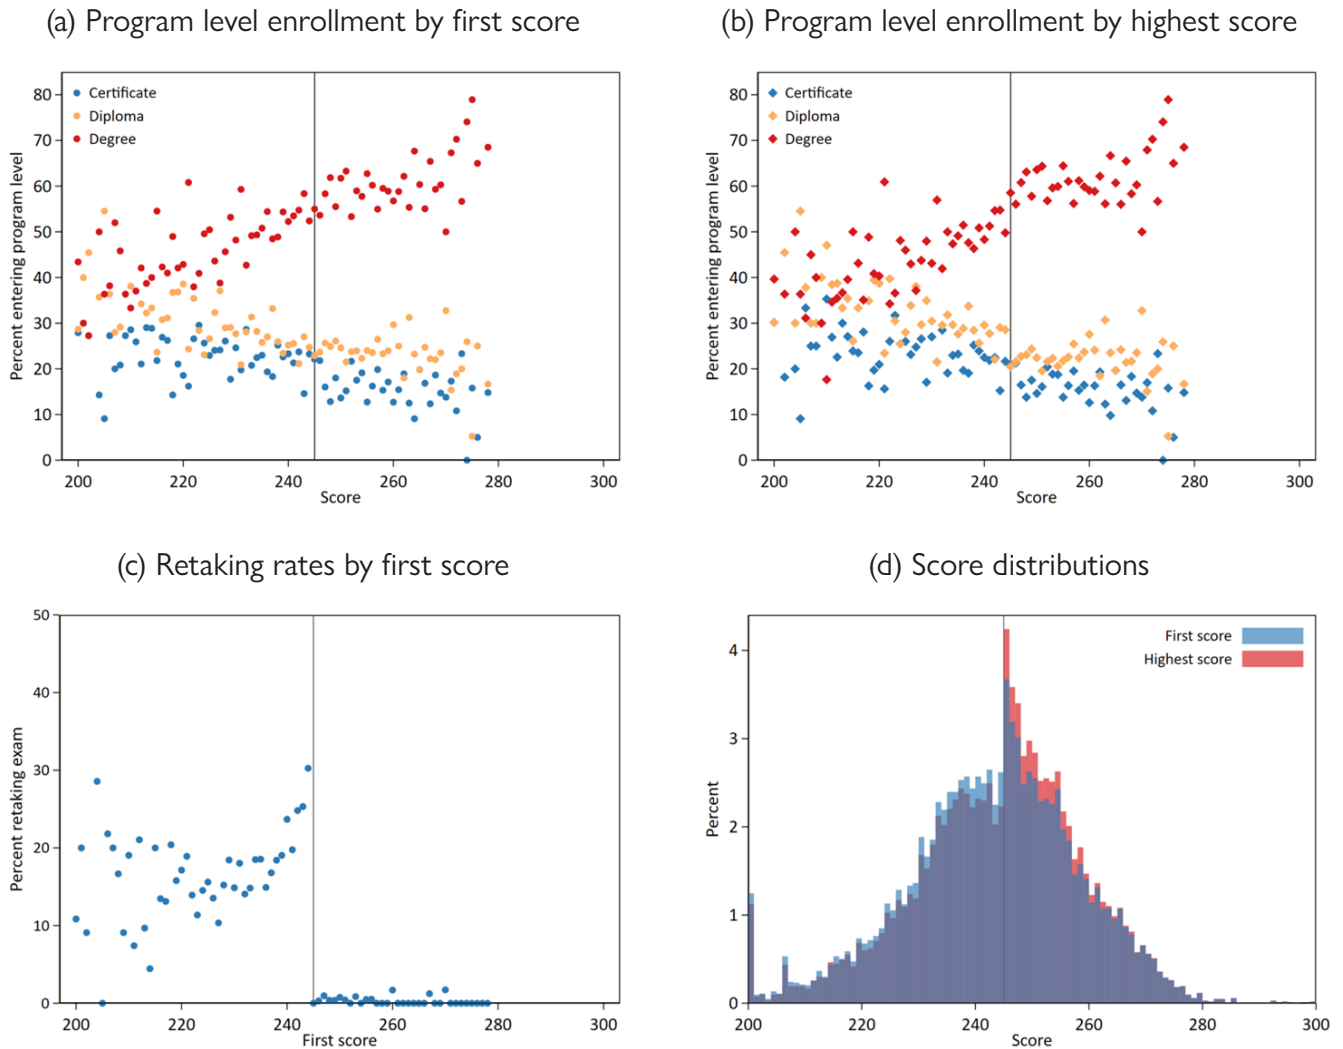 (a) Program level enrollment by first score
(b) Program level enrollment by highest score
80
70
60
50
40
30
20
10
0
Percent entering program level
Certificate
Diploma
Degree
200
220
240
260
280
300
Score
80
70
60
50
40
30
20
10
0
Percent entering program level
Certificate
Diploma
Degree
200
220
240
260
280
300
Score
(c) Retaking rates by first score
(d) Score distributions
50
40
30
20
10
0
Percent retaking exam
200
220
240
260
280
300
First score
4
3
2
1
0
Percent
First score
Highest score
200
220
240
260
280
300
Score